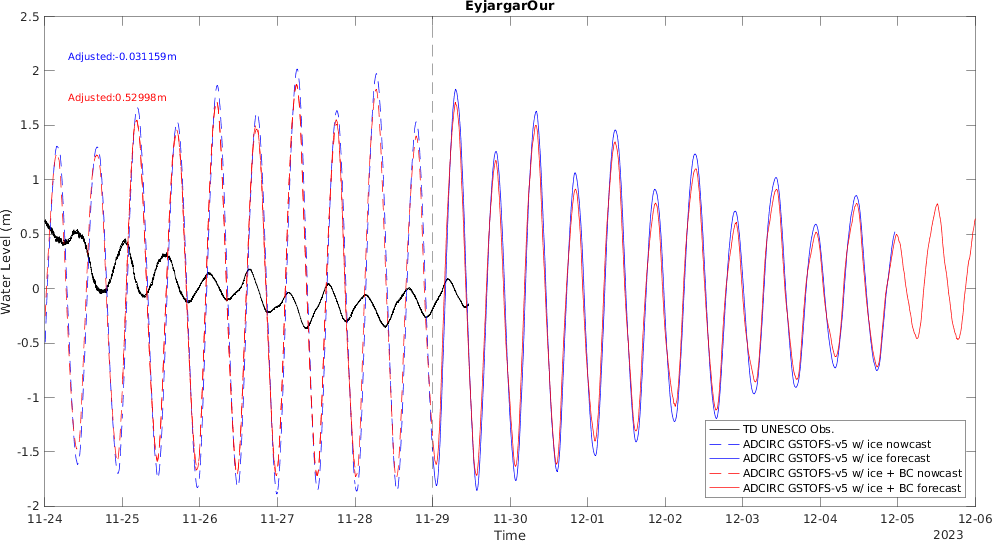 EyjargarOur
2.5
2
1.5
1
0.5
0
-0.5
-1
-1.5
-2
Water Level (m)
Adjusted:-0.031159m
Adjusted:0.52998m
TD UNESCO Obs.
ADCIRC GSTOFS-v5 w/ ice nowcast
ADCIRC GSTOFS-v5 w/ ice forecast
ADCIRC GSTOFS-v5 w/ ice + BC nowcast
ADCIRC GSTOFS-v5 w/ ice + BC forecast
11-24 11-25 11-26 11-27 11-28 11-29 11-30 12-01 12-02 12-03 12-04 12-05 12-06
Time
2023